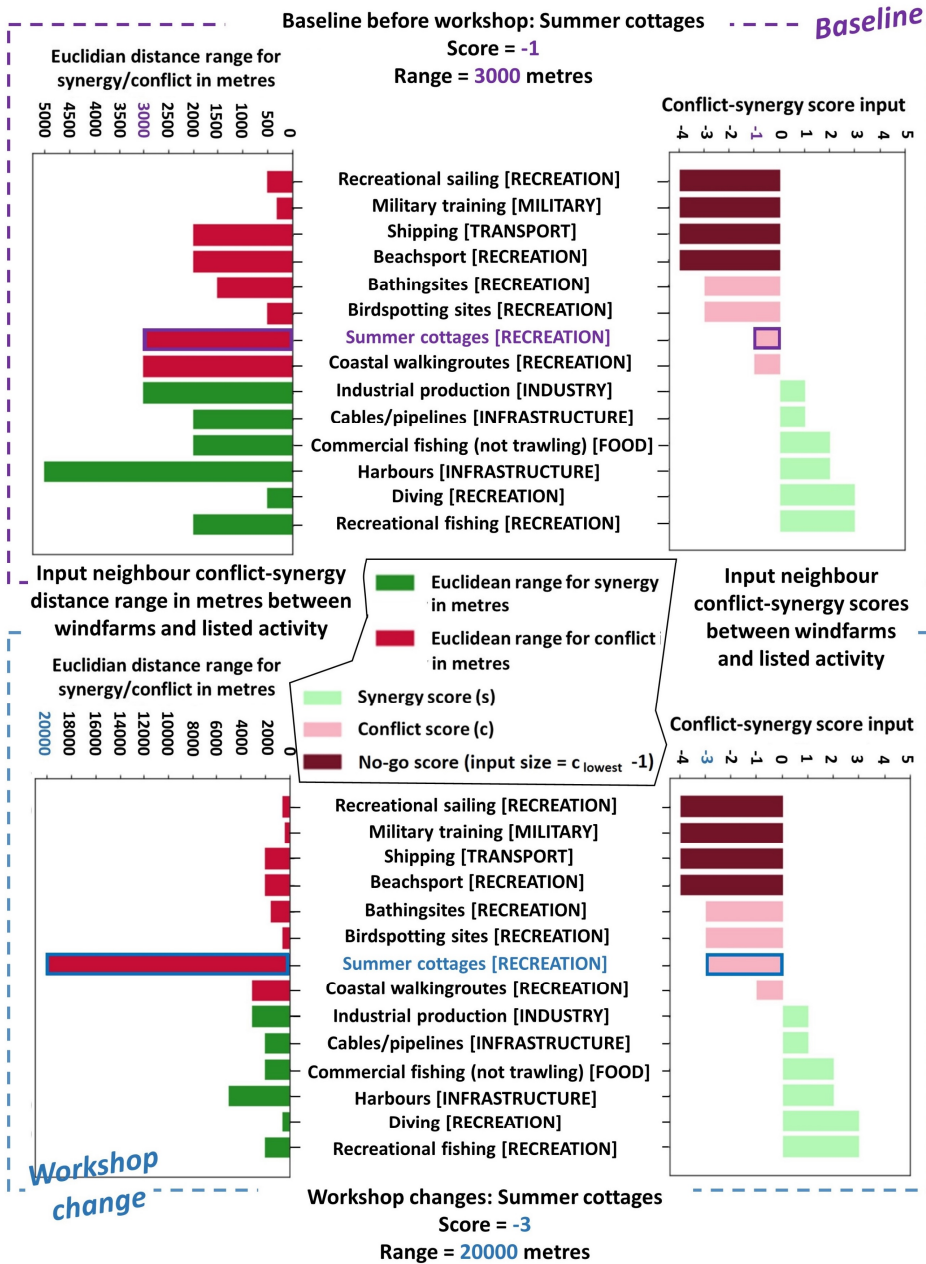 Baseline before workshop: Summer cottages
Score = -1
Range = 3000 metres
Baseline
Euclidian distance range for
synergy/conflict in metres
5000
4000
3000
2000
1500
1000
500
0
Conflict-synergy score input
-4
-3
-1
0
1
2
3
4
5
Recreational sailing [RECREATION]
Military training [MILITARY]
Shipping [TRANSPORT]
Beachsport [RECREATION]
Bathingsites [RECREATION]
Birdspotting sites [RECREATION]
Summer cottages [RECREATION]
Coastal walkingroutes [RECREATION]
Industrial production [INDUSTRY]
Cables/pipelines [INFRASTRUCTURE]
Commercial fishing (not trawling) [FOOD]
Harbours [INFRASTRUCTURE]
Diving [RECREATION]
Recreational fishing [RECREATION]
Input neighbour conflict-synergy
distance range in metres between
windfarms and listed activity
Euclidean range for synergy
in metres
Euclidean range for conflict
in metres
Synergy score (s)
Conflict score (c)
No-go score (input size = c lowest -1)
Input neighbour
conflict-synergy scores
between windfarms
and listed activity
Euclidian distance range for
synergy/conflict in metres
20000
18000
16000
14000
12000
10000
8000
6000
4000
2000
0
Conflict-synergy score input
-4
-3
-2
-1
0
1
2
3
4
5
Recreational sailing [RECREATION]
Military training [MILITARY]
Shipping [TRANSPORT]
Beachsport [RECREATION]
Bathingsites [RECREATION]
Birdspotting sites [RECREATION]
Summer cottages [RECREATION]
Coastal walkingroutes [RECREATION]
Industrial production [INDUSTRY]
Cables/pipelines [INFRASTRUCTURE]
Commercial fishing (not trawling) [FOOD]
Harbours [INFRASTRUCTURE]
Diving [RECREATION]
Recreational fishing [RECREATION]
Workshop
change
Workshop changes: Summer cottages
Score = -3
Range = 20000 metres